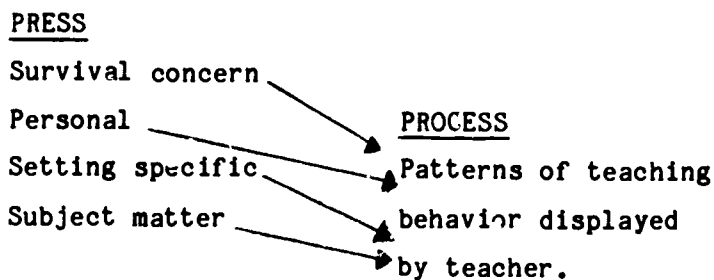 PRESS
Survival concern
Personal
PROCESS
Setting specific
Patterns of teaching
Subject matter
behavior displayed
by teacher.